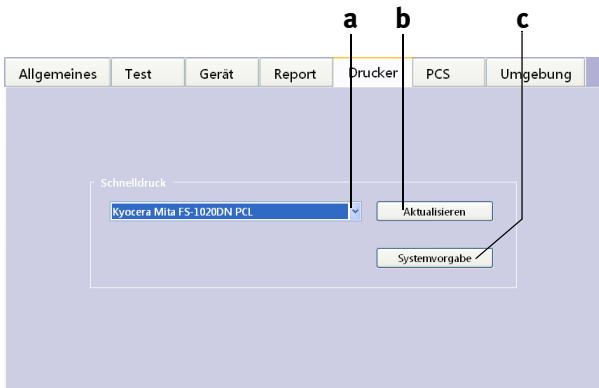 a b c
Allgemeines Test Gerät Report Drucker PCS Umgebung
Schnelldruck
Kyocera Mita FS-1020DN PCL Aktualisieren
Systemvorgabe